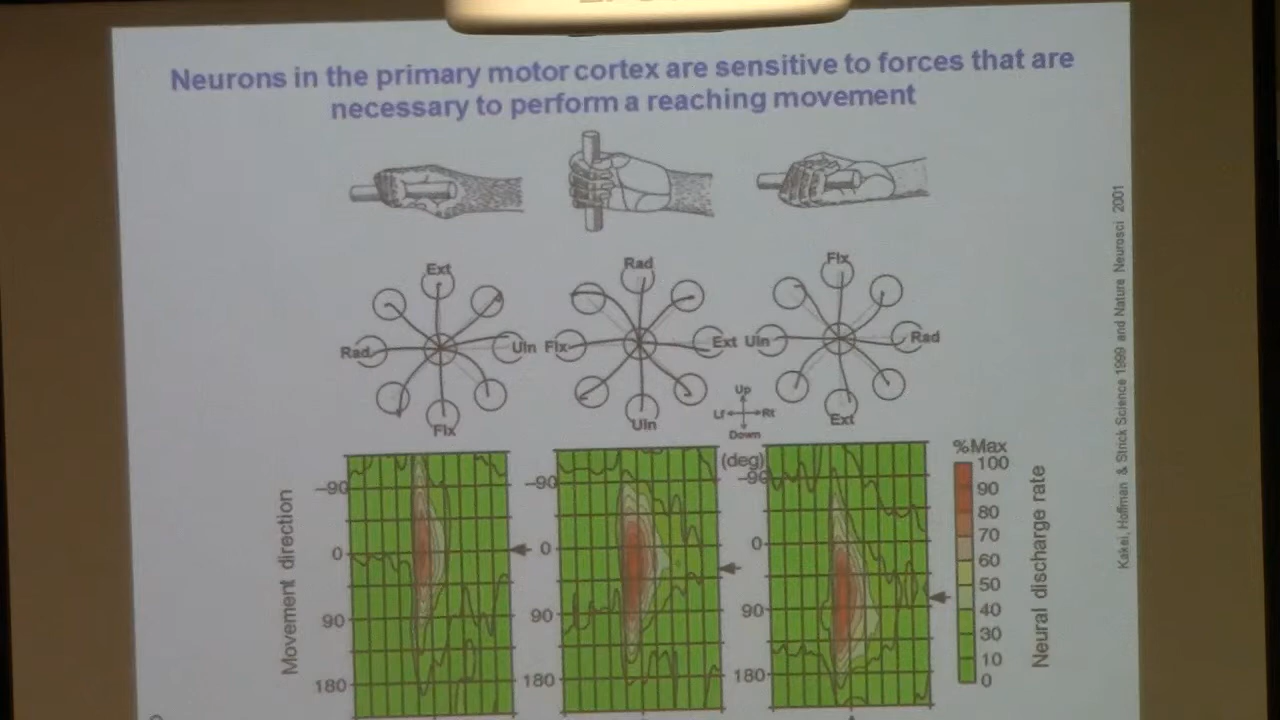 Neurons in the primary motor cortex are sensitive to forces that are
necessary to perform a reaching movement
Ext
Rad
Uln
Flx
Rad
Flx
Ext
Uln
Flx
Uln
Rad
Ext
Up
Lf
Rt
Down
Movement direction
-90
0
90
180
-90
0
90
180
(deg)
-90
0
90
180
%Max
100
90
80
70
60
50
40
30
10
0
Neural discharge rate
Kakei, Hoffman & Strick Science 1999 and Nature Neurosci 2001